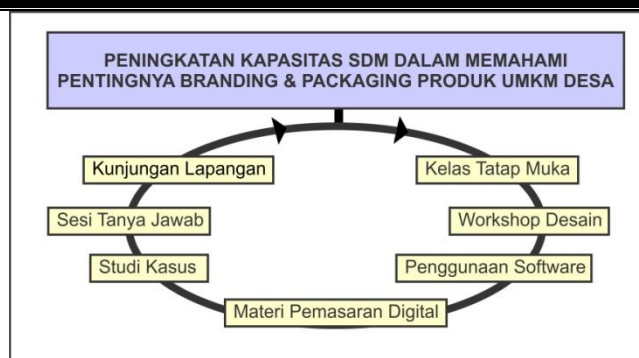 PENINGKATAN KAPASITAS SDM DALAM MEMAHAMI
PENTINGNYA BRANDING & PACKAGING PRODUK UMKM DESA
Kunjungan Lapangan
Kelas Tatap Muka
Sesi Tanya Jawab
Workshop Desain
Studi Kasus
Penggunaan Software
Materi Pemasaran Digital